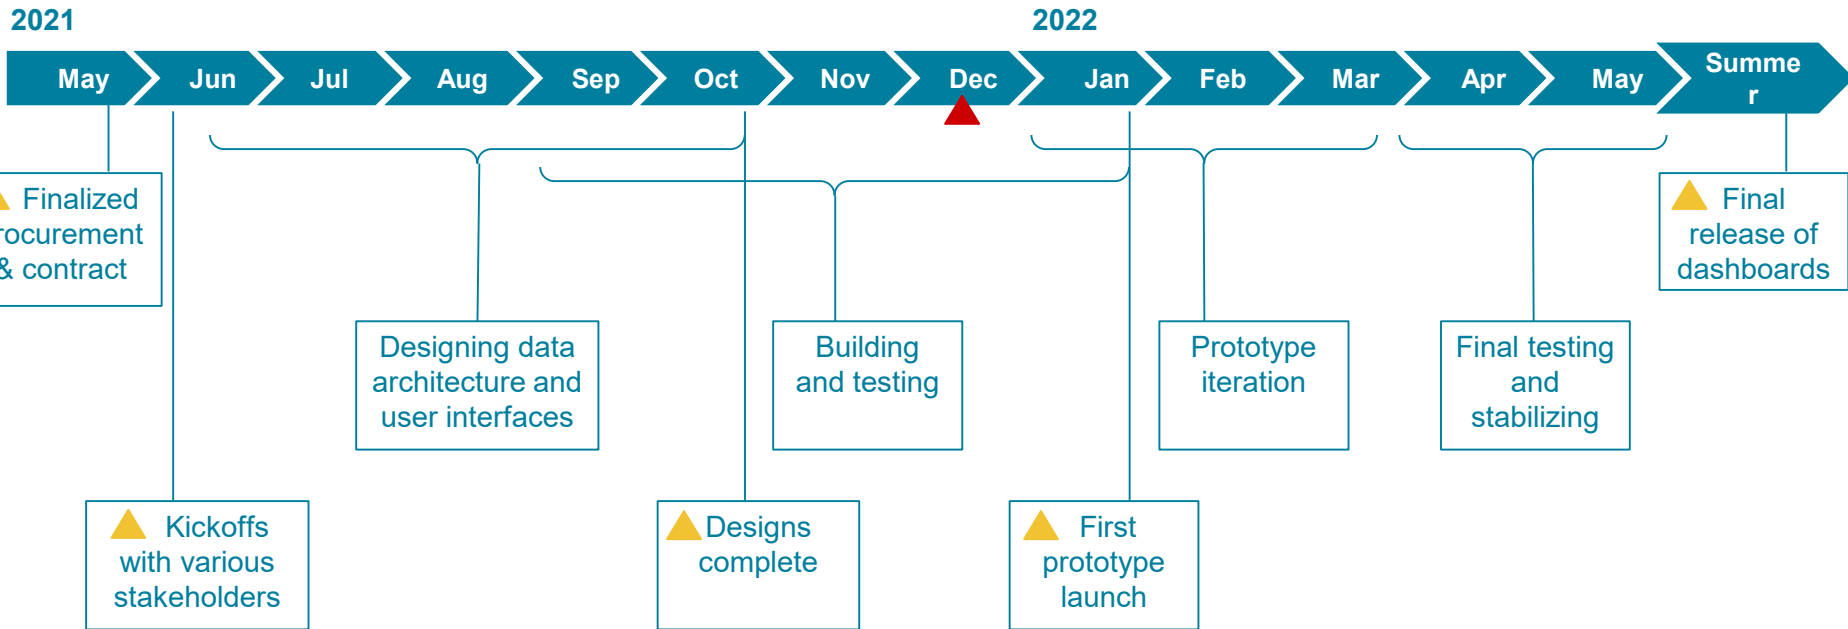 2021
2022
May
Jun
Jul
Aug
Sep
Oct
Nov
Dec
Jan
Feb
Mar
Apr
May
Summe
r
Finalized
rocurement
& contract
Final
release of
dashboards
Designing data
architecture and
user interfaces
Building
and testing
Prototype
iteration
Final testing
and
stabilizing
Kickoffs
with various
stakeholders
Designs
complete
First
prototype
launch